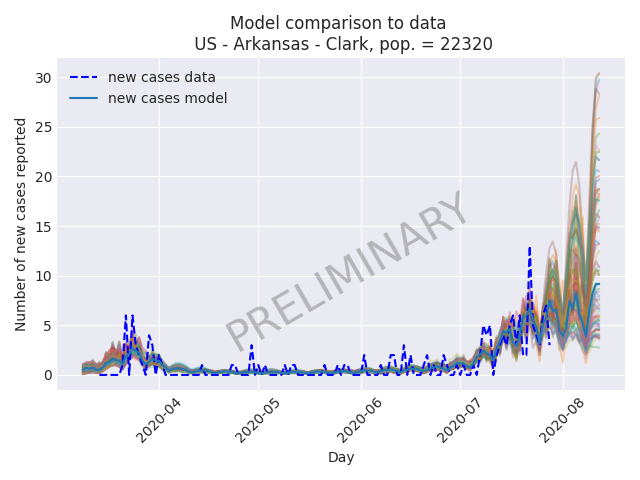 Model comparison to data
US - Arkansas - Clark, pop. = 22320
new cases data
new cases model
Number of new cases reported
30
25
20
15
10
5
0
PRELIMINARY
2020-04
2020-05
2020-06
2020-07
2020-08
Day